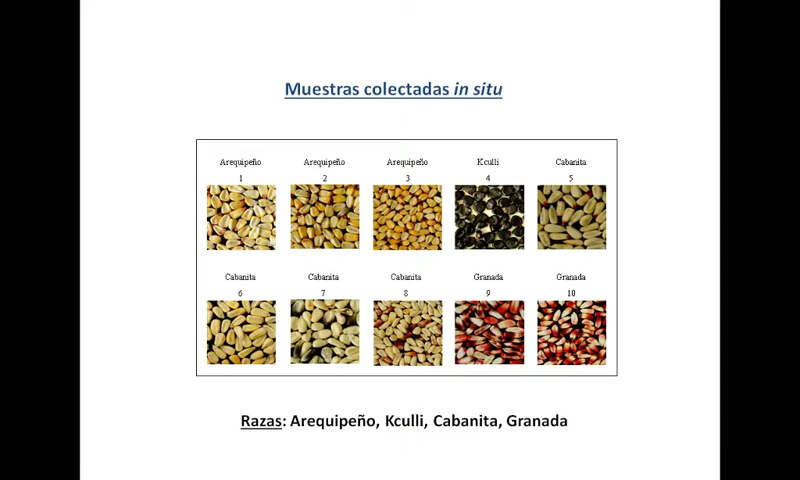 Muestras colectadas in situ
Arequipeño Arequipeño Arequipeño Kculli Cabanita
1 2 3 4 5
Cabanita Cabanita Cabanita Granada Granada
6 7 8 9 10
Razas: Arequipeño, Kculli, Cabanita, Granada